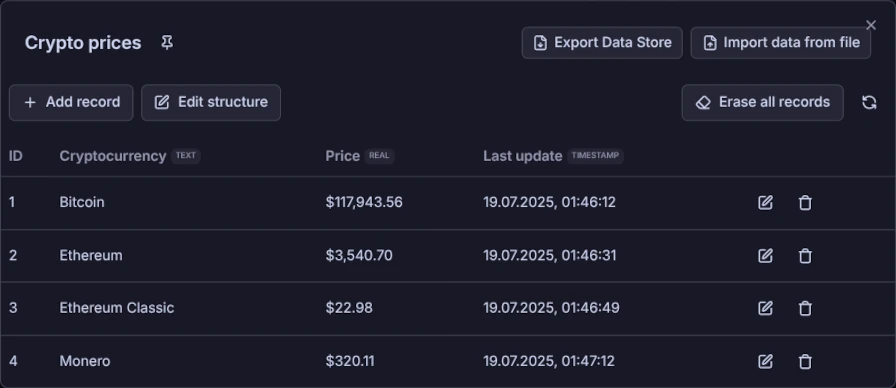 Crypto prices
Export Data Store
Import data from file
Add record
Edit structure
Erase all records
ID Cryptocurrency TEXT Price REAL Last update TIMESTAMP
1 Bitcoin $117,943.56 19.07.2025, 01:46:12
2 Ethereum $3,540.70 19.07.2025, 01:46:31
3 Ethereum Classic $22.98 19.07.2025, 01:46:49
4 Monero $320.11 19.07.2025, 01:47:12